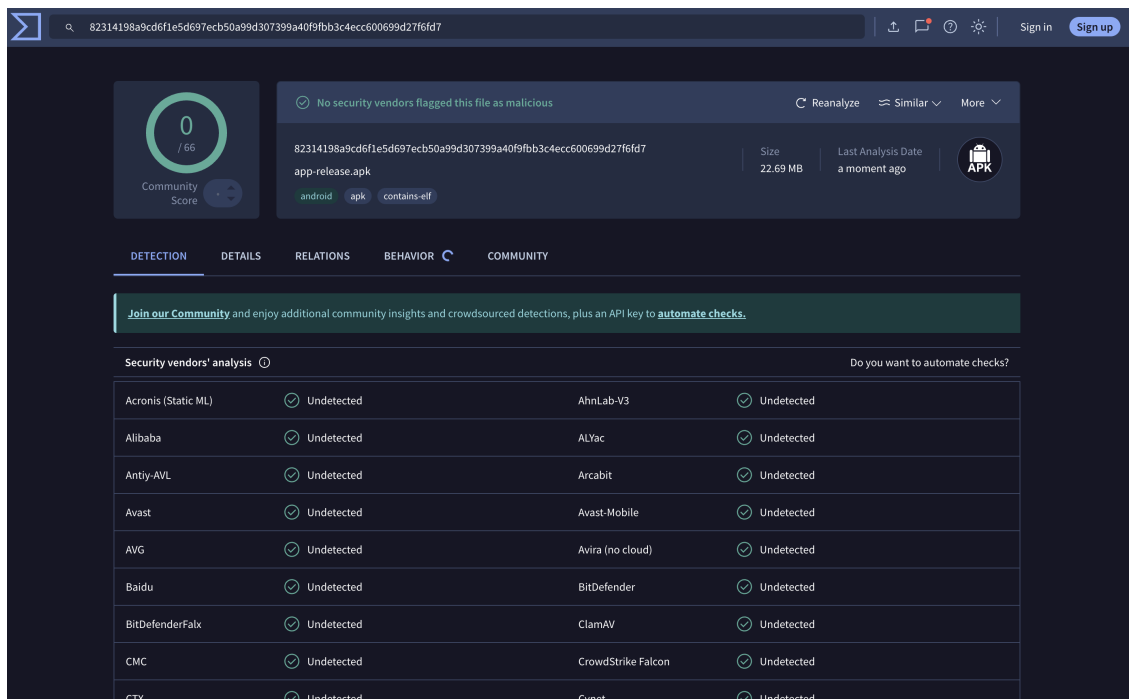 82314198a9cd6f1e5d697ecb50a99d307399a40f9fbb3c4ecc600699d27f6fd7
Sign in
Sign up
0
/ 66
Community
Score
-
No security vendors flagged this file as malicious
Reanalyze
Similar
More
82314198a9cd6f1e5d697ecb50a99d307399a40f9fbb3c4ecc600699d27f6fd7
app-release.apk
android apk contains-elf
Size
22.69 MB
Last Analysis Date
a moment ago
APK
DETECTION DETAILS RELATIONS BEHAVIOR COMMUNITY
Join our Community and enjoy additional community insights and crowdsourced detections, plus an API key to automate checks.
Security vendors' analysis Do you want to automate checks?
Acronis (Static ML) Undetected AhnLab-V3 Undetected
Alibaba Undetected ALYac Undetected
Antiy-AVL Undetected Arcabit Undetected
Avast Undetected Avast-Mobile Undetected
AVG Undetected Avira (no cloud) Undetected
Baidu Undetected BitDefender Undetected
BitDefenderFalx Undetected ClamAV Undetected
CMC Undetected CrowdStrike Falcon Undetected
CTX Undetected Cynet Undetected